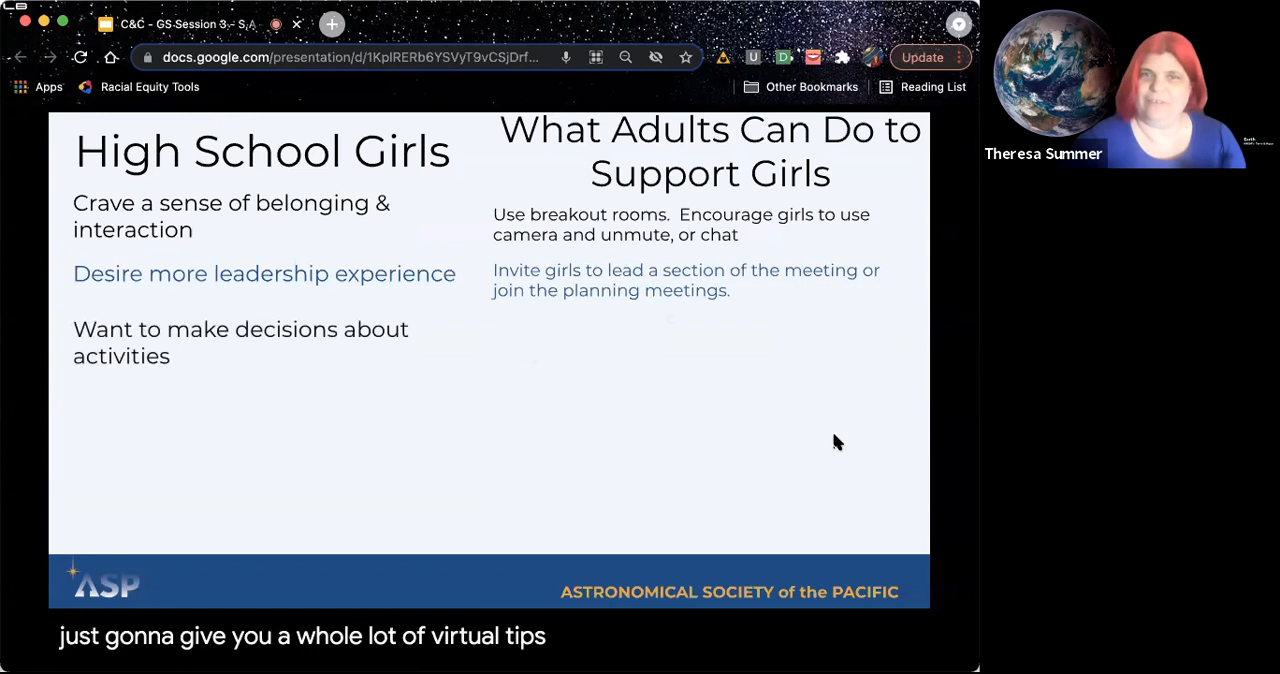 C&C - GS Session 3 - S,A
docs.google.com/presentation/d/1KpIRERb6YSVyT9vCSjDrf...
Update
Apps
Racial Equity Tools
Other Bookmarks
Reading List
High School Girls
Crave a sense of belonging &
interaction
Desire more leadership experience
Want to make decisions about
activities
What Adults Can Do to
Support Girls
Use breakout rooms.  Encourage girls to use
camera and unmute, or chat
Invite girls to lead a section of the meeting or
join the planning meetings.
ASP
ASTRONOMICAL SOCIETY of the PACIFIC
just gonna give you a whole lot of virtual tips
Theresa Summer
Earth